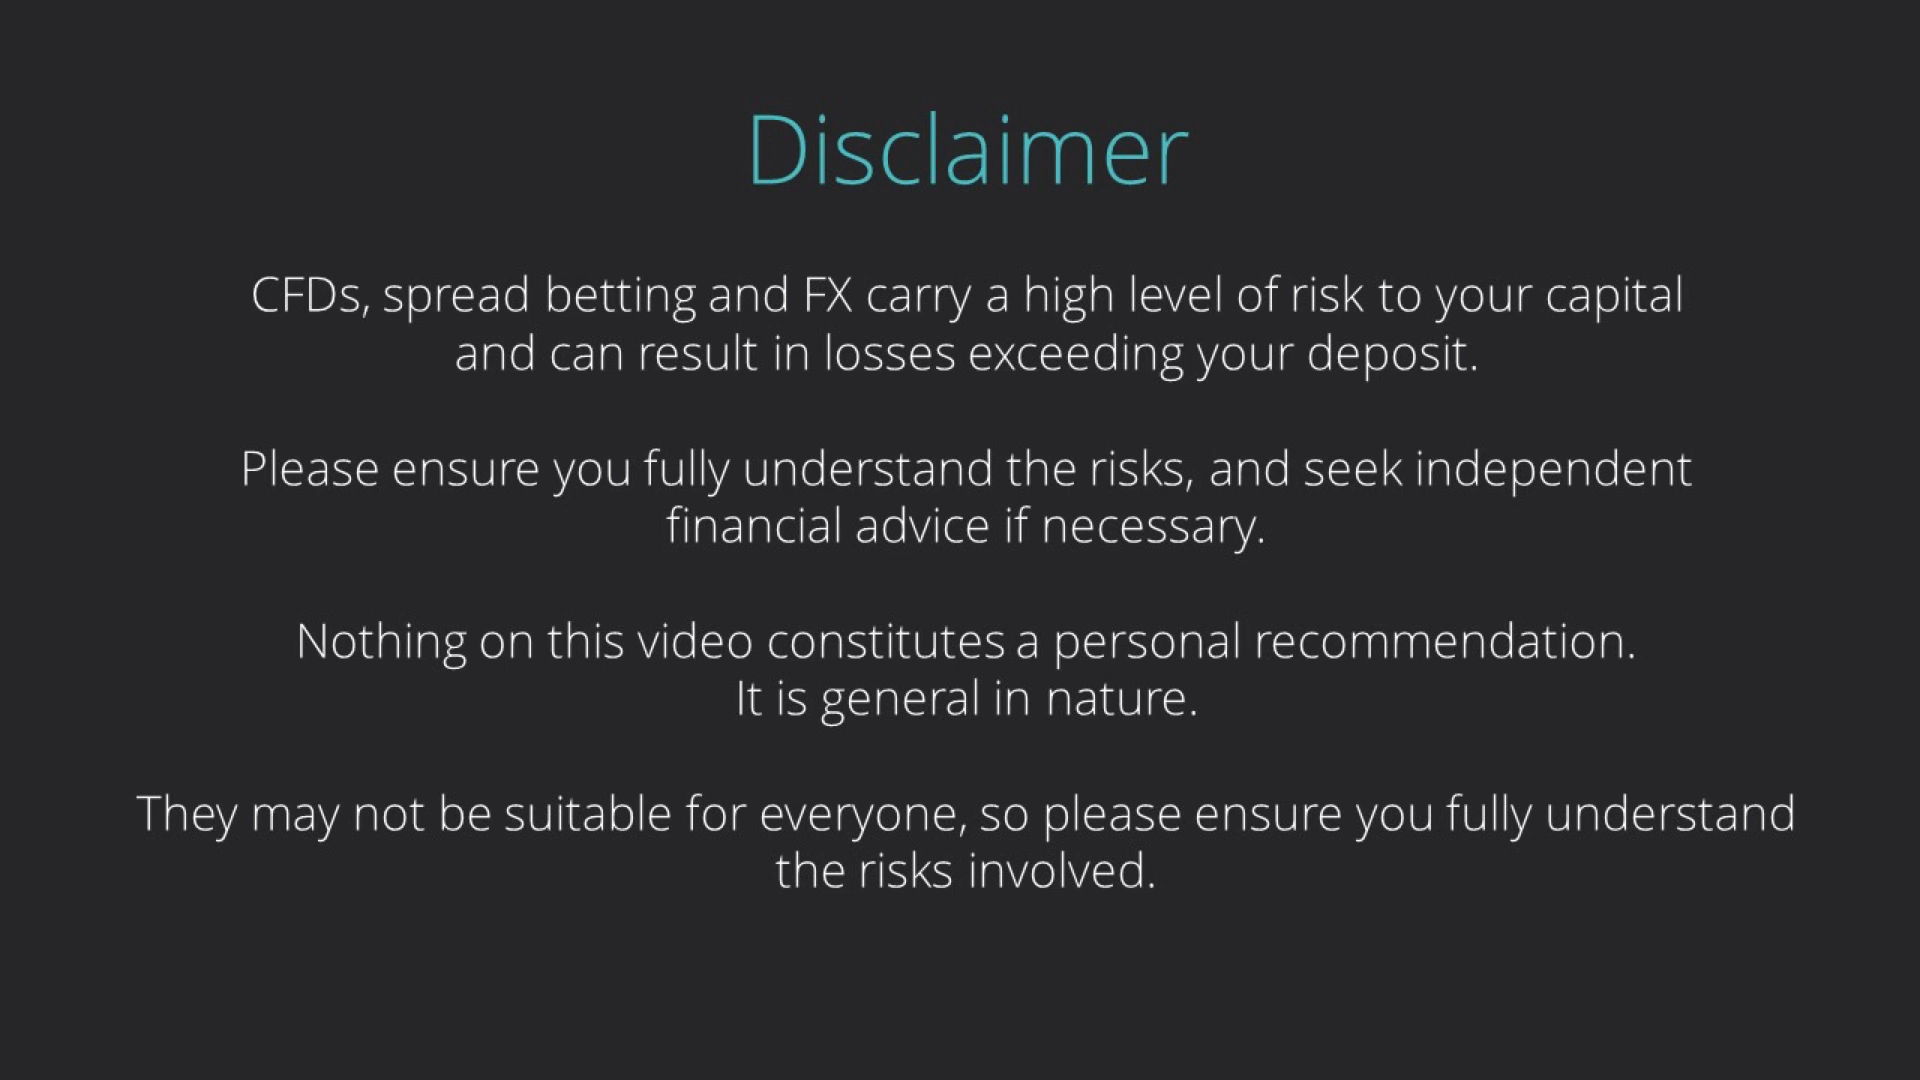 Disclaimer
CFDs, spread betting and FX carry a high level of risk to your capital
and can result in losses exceeding your deposit.
Please ensure you fully understand the risks, and seek independent
financial advice if necessary.
Nothing on this video constitutes a personal recommendation.
It is general in nature.
They may not be suitable for everyone, so please ensure you fully understand
the risks involved.